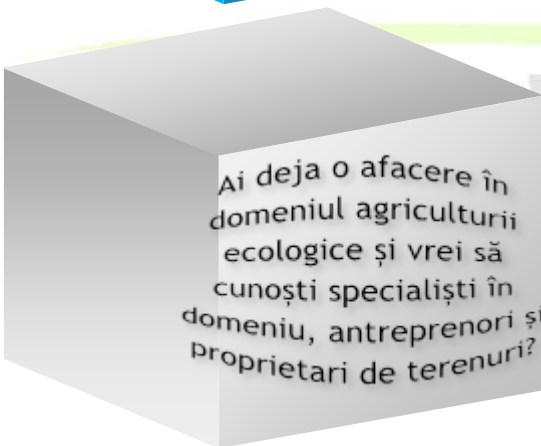 Ai deja o afacere în
domeniul agriculturii
ecologice și vrei să
cunoști specialiști în
domeniu, antreprenori și
proprietari de terenuri?